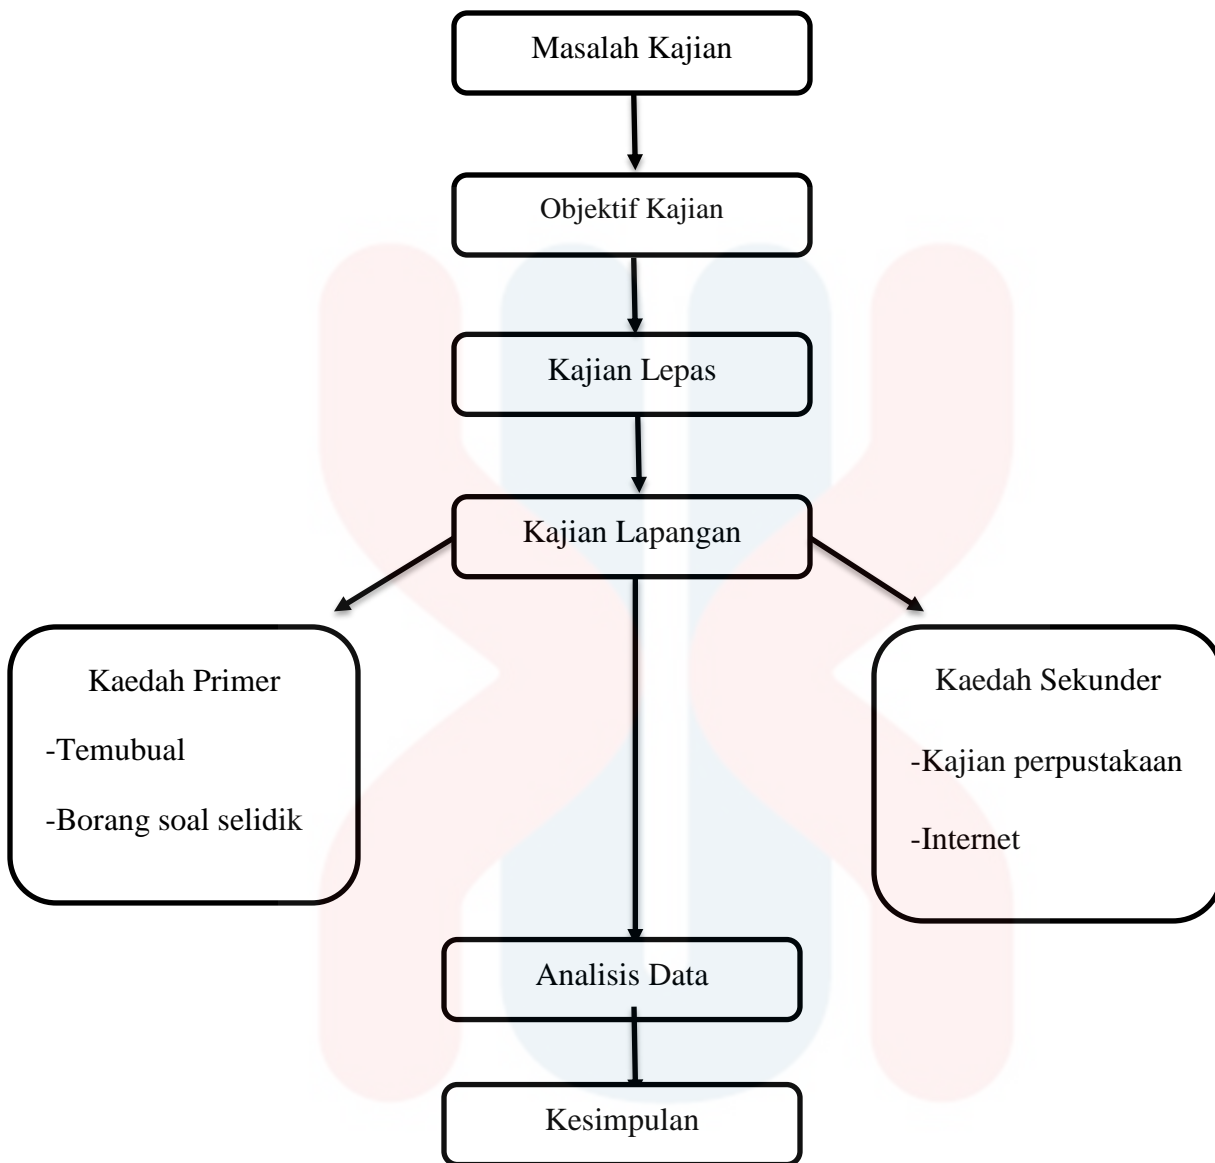 Masalah Kajian
Objektif Kajian
Kajian Lepas
Kajian Lapangan
Kaedah Primer
-Temubual
-Borang soal selidik
Kaedah Sekunder
-Kajian perpustakaan
-Internet
Analisis Data
Kesimpulan